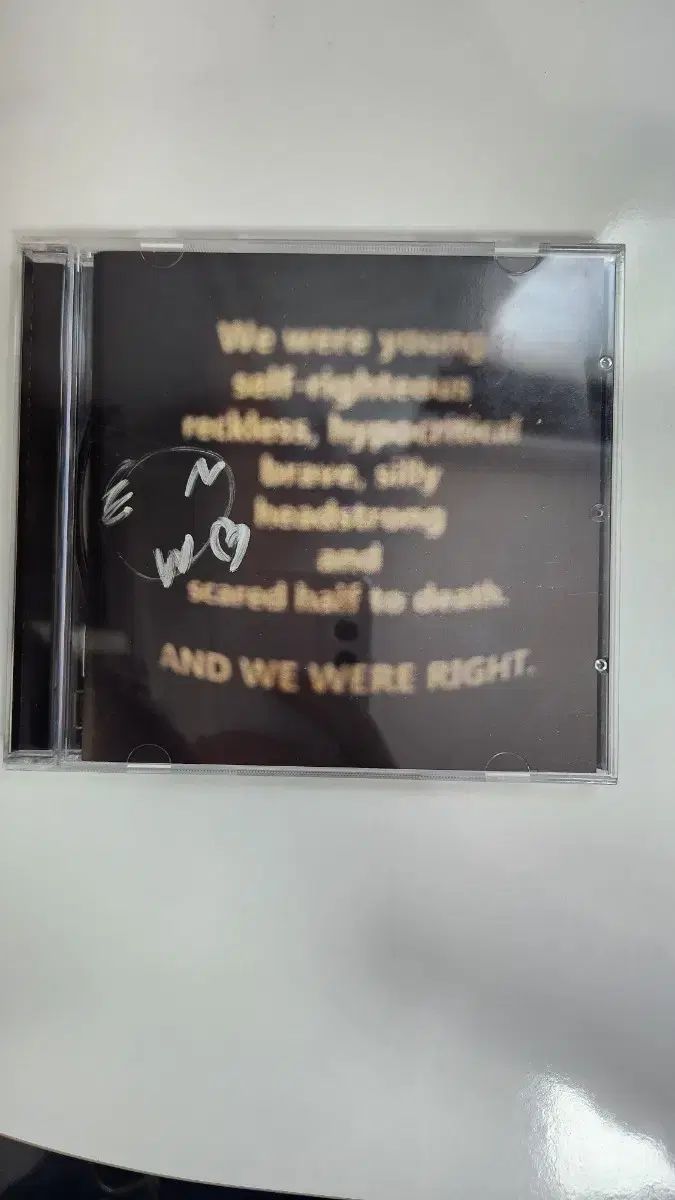 We were young
self-righteous
reckless, hypocritical
brave, silly
headstrong
and
scared half to death.
AND WE WERE RIGHT.
N
E
W